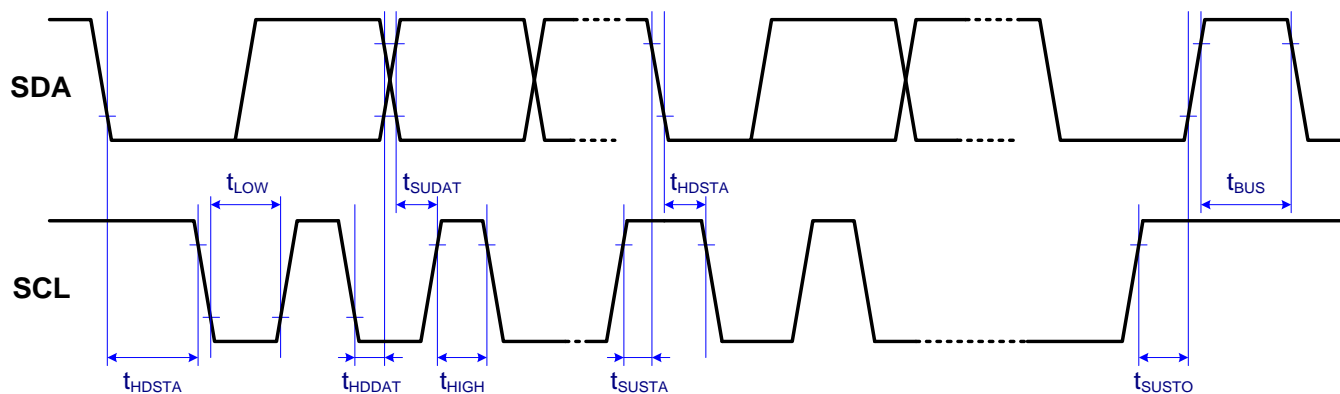 SDA
tLOW
tSUDAT
tHDSTA
tBUS
SCL
tHDSTA
tHDDAT
tHIGH
tSUSTA
tSUSTO